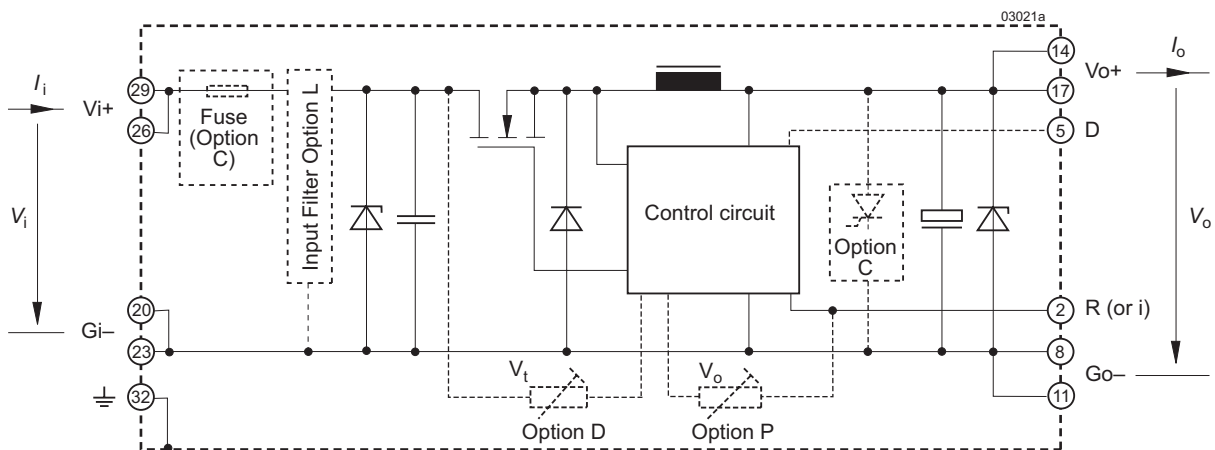 03021a
14
Ii
Io
29
Vi+
Vo+
17
26
Fuse
(Option
C)
Input Filter Option L
5
D
Control circuit
Vi
Vo
Option
C
20
2
R (or i)
Gi–
23
8
Vt
Vo
Go–
32
11
Option D
Option P